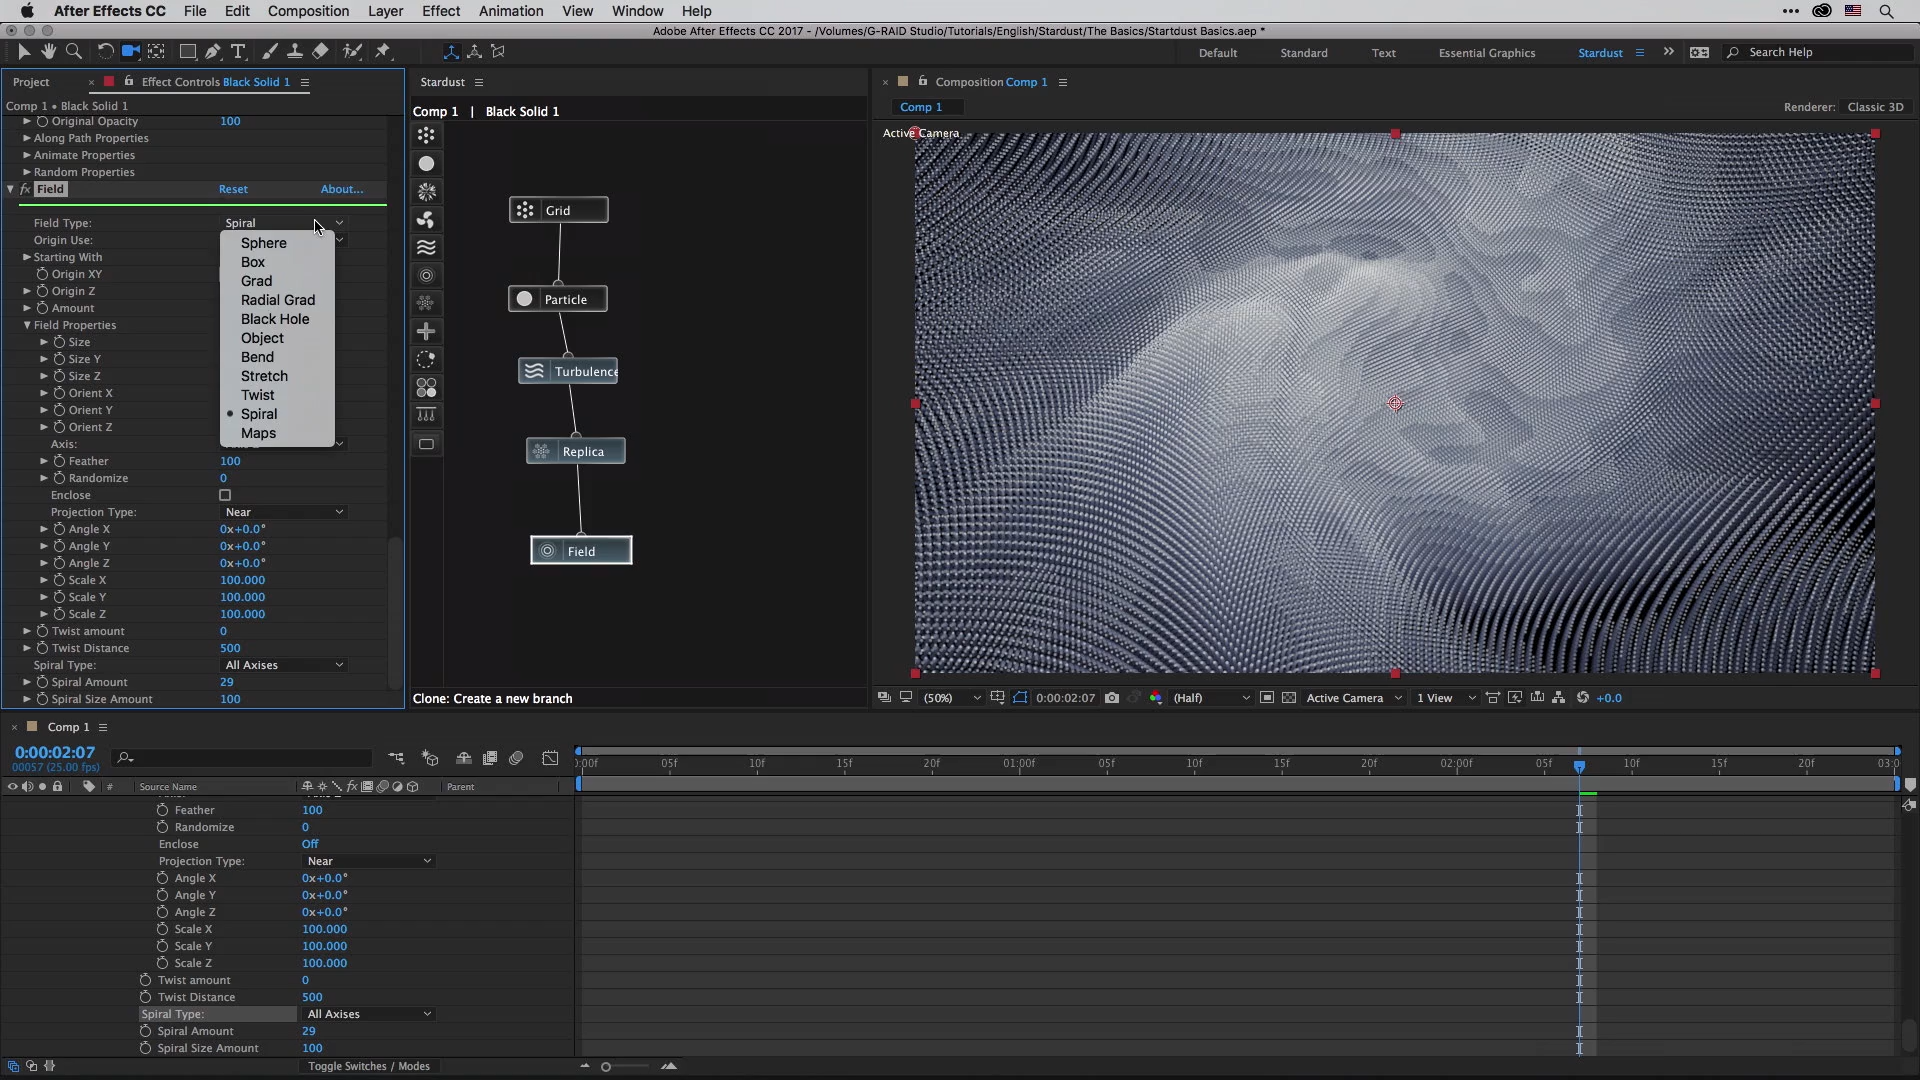 After Effects CC File Edit Composition Layer Effect Animation View Window Help
Adobe After Effects CC 2017 - /Volumes/G-RAID Studio/Tutorials/English/Stardust/The Basics/Startdust Basics.aep *
Default Standard Text Essential Graphics Stardust Search Help
Project Effect Controls Black Solid 1
Comp 1 • Black Solid 1
Original Opacity 100
Along Path Properties
Animate Properties
Random Properties
fx Field Reset About...
Field Type: Spiral
Origin Use:
Starting With
Origin XY
Origin Z
Amount
Field Properties
Size
Size Y
Size Z
Orient X
Orient Y
Orient Z
Axis:
Feather 100
Randomize 0
Enclose
Projection Type: Near
Angle X 0x+0.0°
Angle Y 0x+0.0°
Angle Z 0x+0.0°
Scale X 100.000
Scale Y 100.000
Scale Z 100.000
Twist amount 0
Twist Distance 500
Spiral Type: All Axises
Spiral Amount 29
Spiral Size Amount 100
Sphere
Box
Grad
Radial Grad
Black Hole
Object
Bend
Stretch
Twist
Spiral
Maps
Stardust
Comp 1 | Black Solid 1
Grid
Particle
Turbulence
Replica
Field
Clone: Create a new branch
Composition Comp 1
Comp 1
Renderer: Classic 3D
Active Camera
(50%) 0:00:02:07 (Half) Active Camera 1 View +0.0
Comp 1
0:00:02:07
00057 (25.00 fps)
# Source Name fx Parent
):00f 05f 10f 15f 20f 01:00f 05f 10f 15f 20f 02:00f 05f 10f 15f 20f 03:0
Feather 100
Randomize 0
Enclose Off
Projection Type: Near
Angle X 0x+0.0°
Angle Y 0x+0.0°
Angle Z 0x+0.0°
Scale X 100.000
Scale Y 100.000
Scale Z 100.000
Twist amount 0
Twist Distance 500
Spiral Type: All Axises
Spiral Amount 29
Spiral Size Amount 100
Toggle Switches / Modes